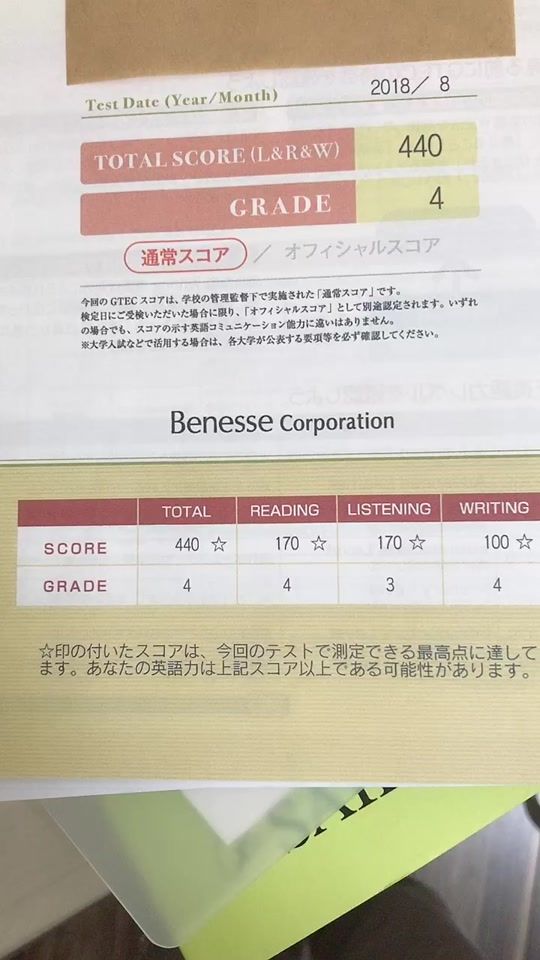 Test Date (Year/Month)
2018／ 8
TOTAL SCORE (L&R&W)
440
GRADE
4
通常スコア ／ オフィシャルスコア
今回の GTEC スコアは、学校の管理監督下で実施された「通常スコア」です。
検定日にご受検いただいた場合に限り、「オフィシャルスコア」として別途認定されます。いずれ
の場合でも、スコアの示す英語コミュニケーション能力に違いはありません。
※大学入試などで活用する場合は、各大学が公表する要項等を必ず確認してください。
Benesse Corporation
TOTAL READING LISTENING WRITING
SCORE 440 ☆ 170 ☆ 170 ☆ 100 ☆
GRADE 4 4 3 4
☆印の付いたスコアは、今回のテストで測定できる最高点に達して
ます。あなたの英語力は上記スコア以上である可能性があります。